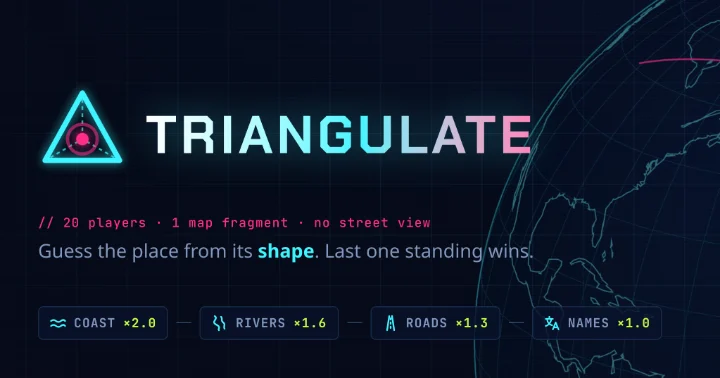 TRIANGULATE
// 20 players · 1 map fragment · no street view
Guess the place from its shape. Last one standing wins.
COAST ×2.0 — RIVERS ×1.6 — ROADS ×1.3 — NAMES ×1.0